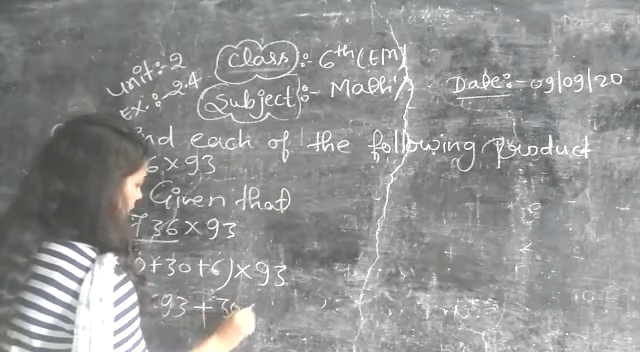 Unit:- 2
Class :- 6th (EM)
Ex:- 2.4
Subject :- Maths
Date:- 09/09/20
nd each of the following product
6 × 93
Given that
736 × 93
0+30+6) × 93
93 + 30